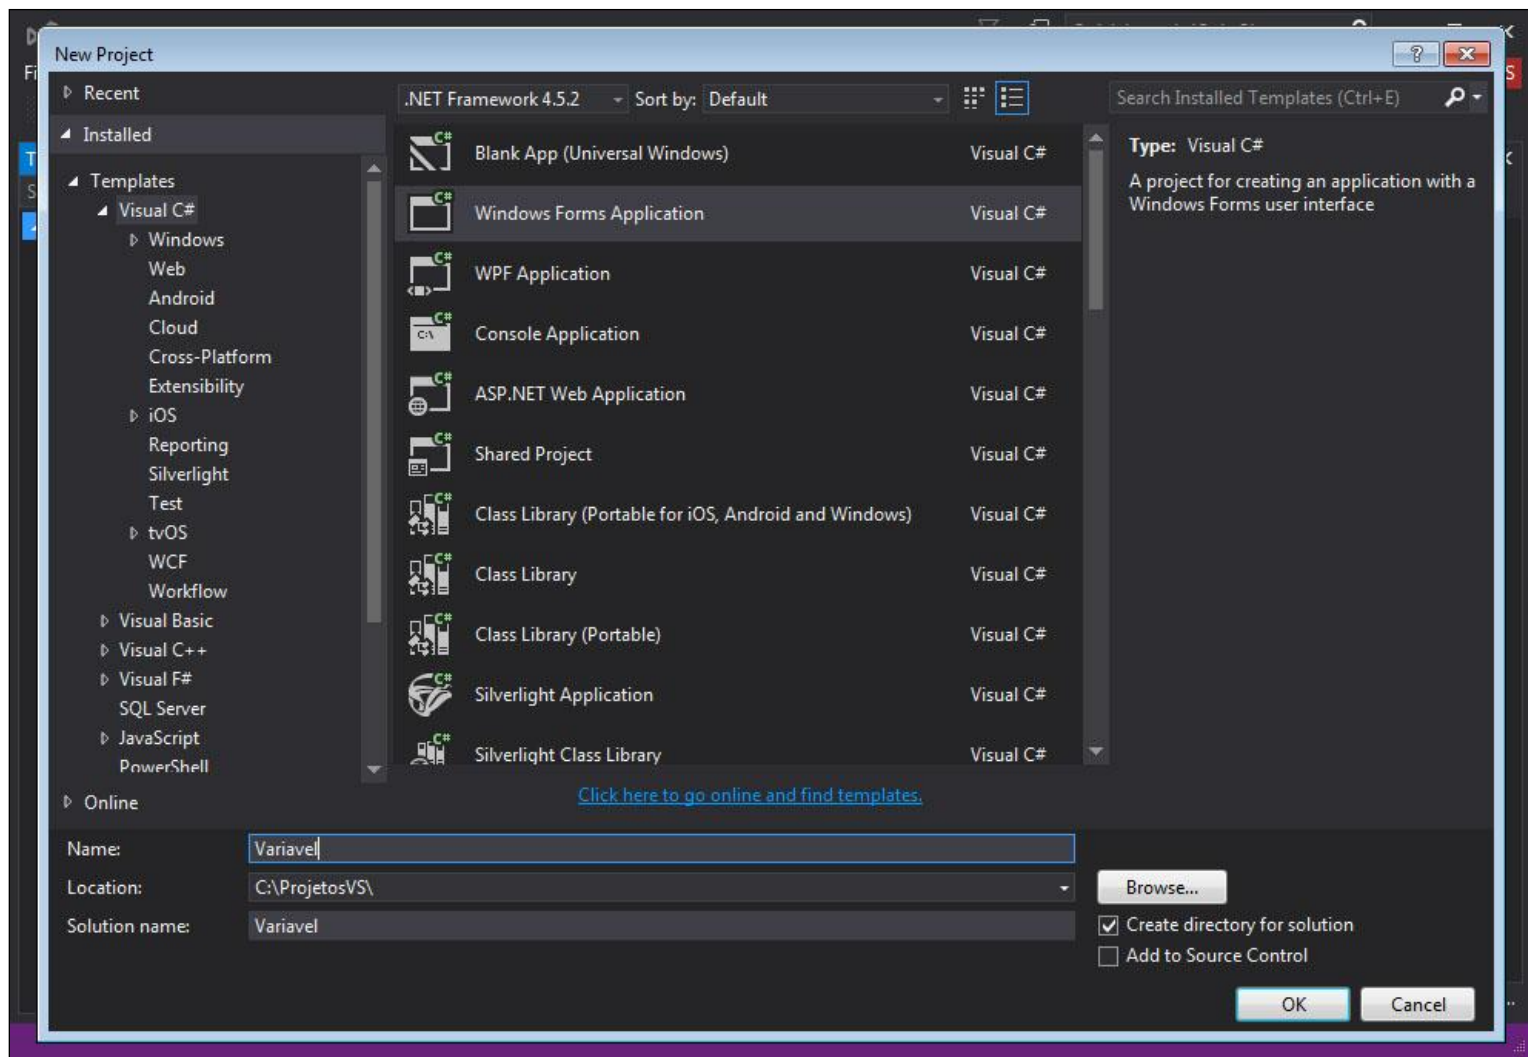 New Project
Recent
Installed
Templates
Visual C#
Windows
Web
Android
Cloud
Cross-Platform
Extensibility
iOS
Reporting
Silverlight
Test
tvOS
WCF
Workflow
Visual Basic
Visual C++
Visual F#
SQL Server
JavaScript
PowerShell
Online
.NET Framework 4.5.2 Sort by: Default
Blank App (Universal Windows) Visual C#
Windows Forms Application Visual C#
WPF Application Visual C#
Console Application Visual C#
ASP.NET Web Application Visual C#
Shared Project Visual C#
Class Library (Portable for iOS, Android and Windows) Visual C#
Class Library Visual C#
Class Library (Portable) Visual C#
Silverlight Application Visual C#
Silverlight Class Library Visual C#
Click here to go online and find templates.
Search Installed Templates (Ctrl+E)
Type: Visual C#
A project for creating an application with a
Windows Forms user interface
Name: Variavel
Location: C:\ProjetosVS\
Browse...
Solution name: Variavel
Create directory for solution
Add to Source Control
OK Cancel